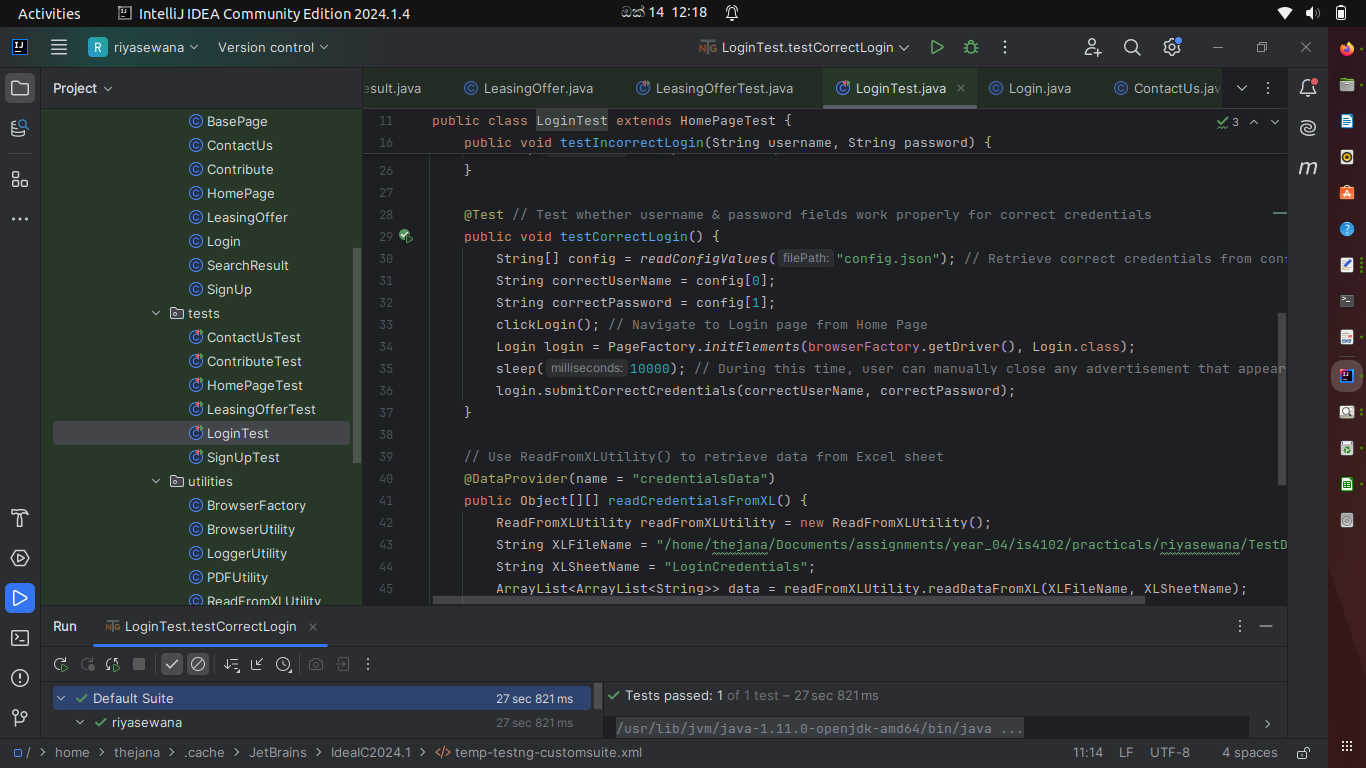 Activities
IntelliJ IDEA Community Edition 2024.1.4
ඔක් 14 12:18
R riyasewana
Version control
LoginTest.testCorrectLogin
Project
esult.java
LeasingOffer.java
LeasingOfferTest.java
LoginTest.java
Login.java
ContactUs.jav
BasePage
ContactUs
Contribute
HomePage
LeasingOffer
Login
SearchResult
SignUp
tests
ContactUsTest
ContributeTest
HomePageTest
LeasingOfferTest
LoginTest
SignUpTest
utilities
BrowserFactory
BrowserUtility
LoggerUtility
PDFUtility
ReadFromXLUtility
3
11 public class LoginTest extends HomePageTest {
16 public void testIncorrectLogin(String username, String password) {
26 }
27
28 @Test // Test whether username & password fields work properly for correct credentials
29 public void testCorrectLogin() {
30 String[] config = readConfigValues( filePath: "config.json"); // Retrieve correct credentials from con
31 String correctUserName = config[0];
32 String correctPassword = config[1];
33 clickLogin(); // Navigate to Login page from Home Page
34 Login login = PageFactory.initElements(browserFactory.getDriver(), Login.class);
35 sleep( milliseconds: 10000); // During this time, user can manually close any advertisement that appear
36 login.submitCorrectCredentials(correctUserName, correctPassword);
37 }
38
39 // Use ReadFromXLUtility() to retrieve data from Excel sheet
40 @DataProvider(name = "credentialsData")
41 public Object[][] readCredentialsFromXL() {
42 ReadFromXLUtility readFromXLUtility = new ReadFromXLUtility();
43 String XLFileName = "/home/thejana/Documents/assignments/year_04/is4102/practicals/riyasewana/TestD
44 String XLSheetName = "LoginCredentials";
45 ArrayList<ArrayList<String>> data = readFromXLUtility.readDataFromXL(XLFileName, XLSheetName);
m
Run
LoginTest.testCorrectLogin
Default Suite 27 sec 821 ms
riyasewana 27 sec 821 ms
Tests passed: 1 of 1 test – 27 sec 821 ms
/usr/lib/jvm/java-1.11.0-openjdk-amd64/bin/java ...
/ home thejana .cache JetBrains IdealC2024.1 temp-testng-customsuite.xml
11:14 LF UTF-8 4 spaces